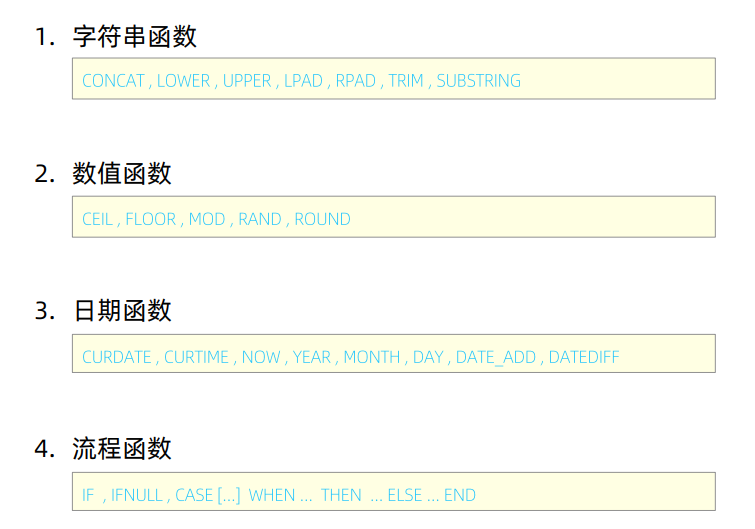 1. 字符串函数
CONCAT , LOWER , UPPER , LPAD , RPAD , TRIM , SUBSTRING
2. 数值函数
CEIL , FLOOR , MOD , RAND , ROUND
3. 日期函数
CURDATE , CURTIME , NOW , YEAR , MONTH , DAY , DATE_ADD , DATEDIFF
4. 流程函数
IF , IFNULL , CASE [...] WHEN ... THEN ... ELSE ... END